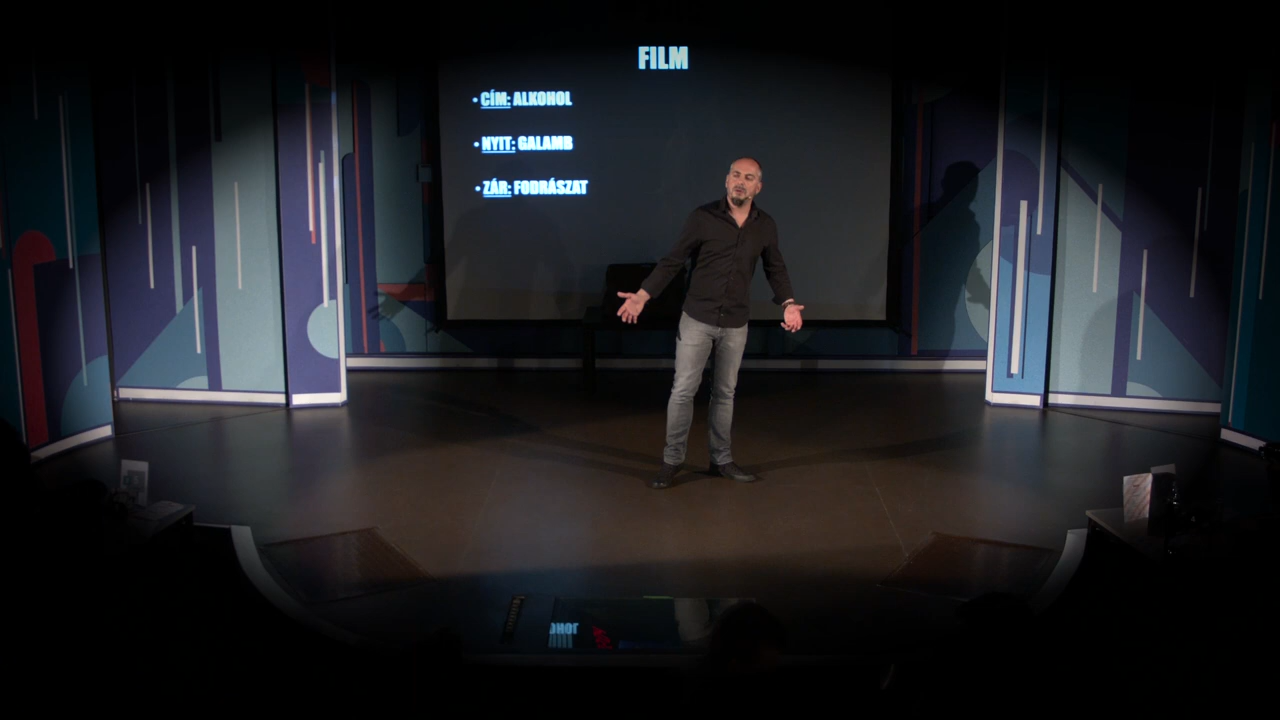 FILM
• CÍM: ALKOHOL
• NYIT: GALAMB
• ZÁR: FODRÁSZAT